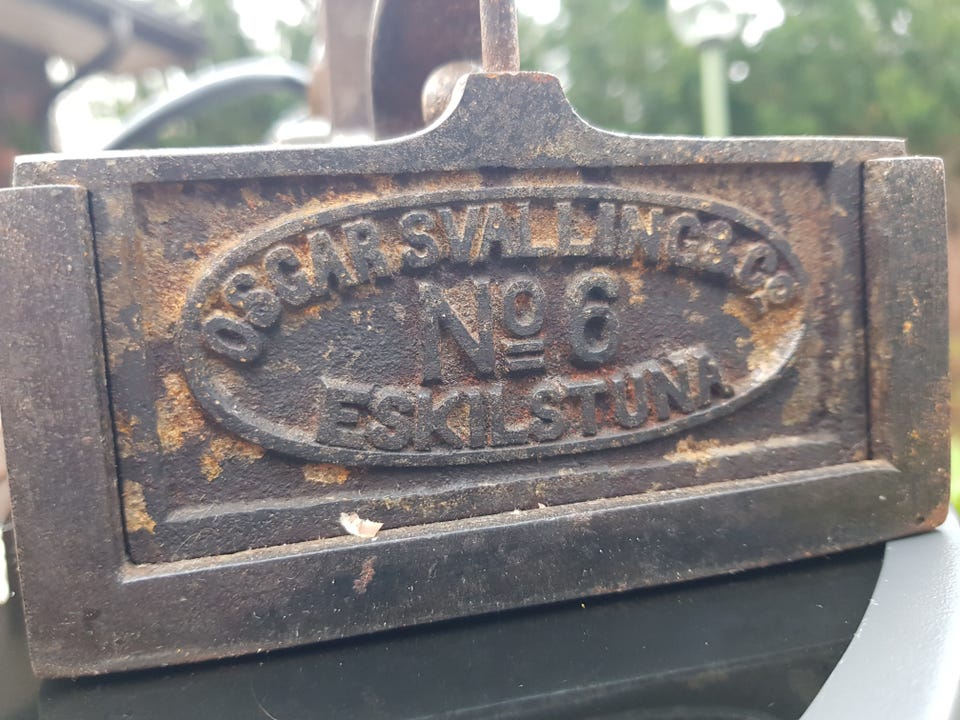 OSCAR SVALLING & Cº
Nº 6
ESKILSTUNA